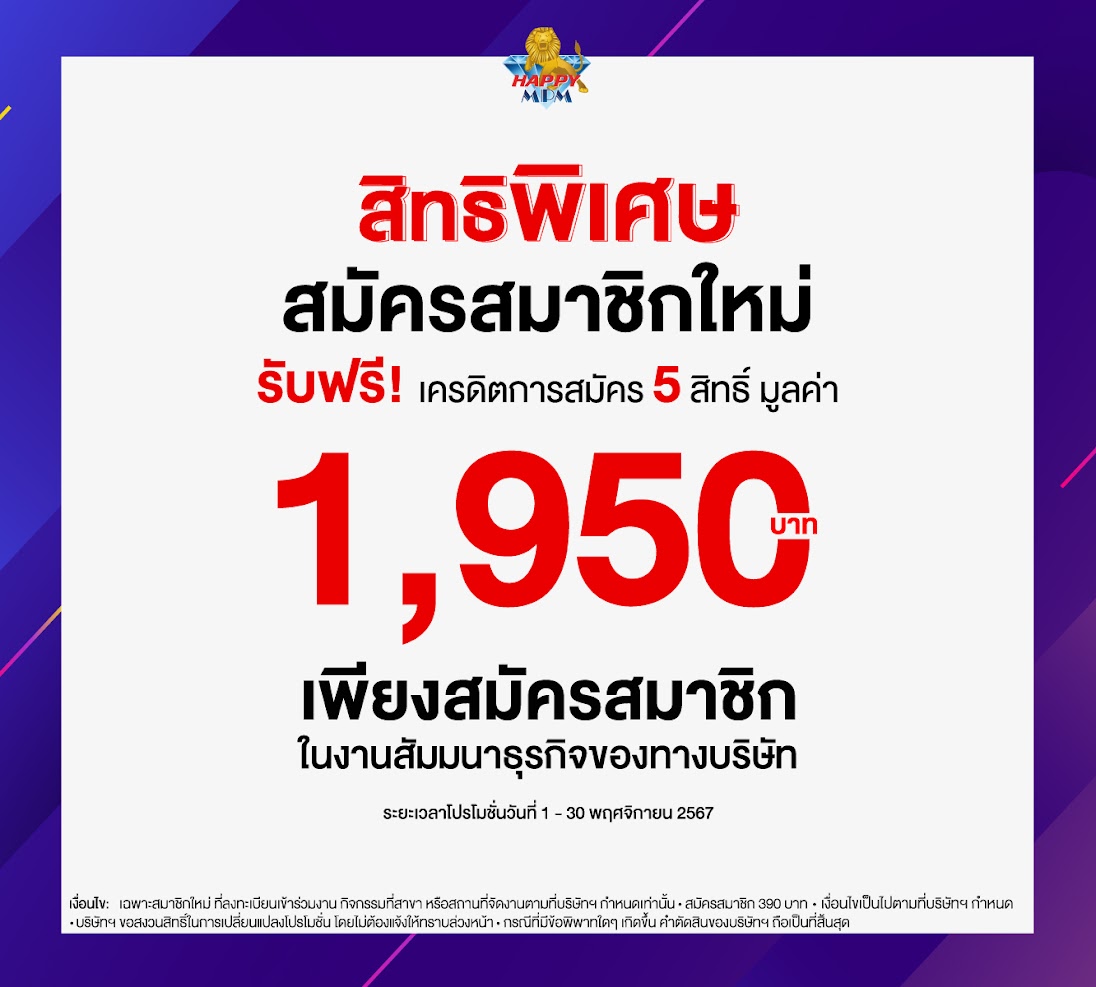 HAPPY
MPM
สิทธิพิเศษ
สมัครสมาชิกใหม่
รับฟรี! เครดิตการสมัคร 5 สิทธิ์ มูลค่า
1,950
บาท
เพียงสมัครสมาชิก
ในงานสัมมนาธุรกิจของทางบริษัท
ระยะเวลาโปรโมชั่นวันที่ 1 - 30 พฤศจิกายน 2567
เงื่อนไข: เฉพาะสมาชิกใหม่ ที่ลงทะเบียนเข้าร่วมงาน กิจกรรมที่สาขา หรือสถานที่จัดงานตามที่บริษัทฯ กำหนดเท่านั้น • สมัครสมาชิก 390 บาท • เงื่อนไขเป็นไปตามที่บริษัทฯ กำหนด
• บริษัทฯ ขอสงวนสิทธิ์ในการเปลี่ยนแปลงโปรโมชั่น โดยไม่ต้องแจ้งให้ทราบล่วงหน้า • กรณีที่มีข้อพิพาทใดๆ เกิดขึ้น คำตัดสินของบริษัทฯ ถือเป็นที่สิ้นสุด